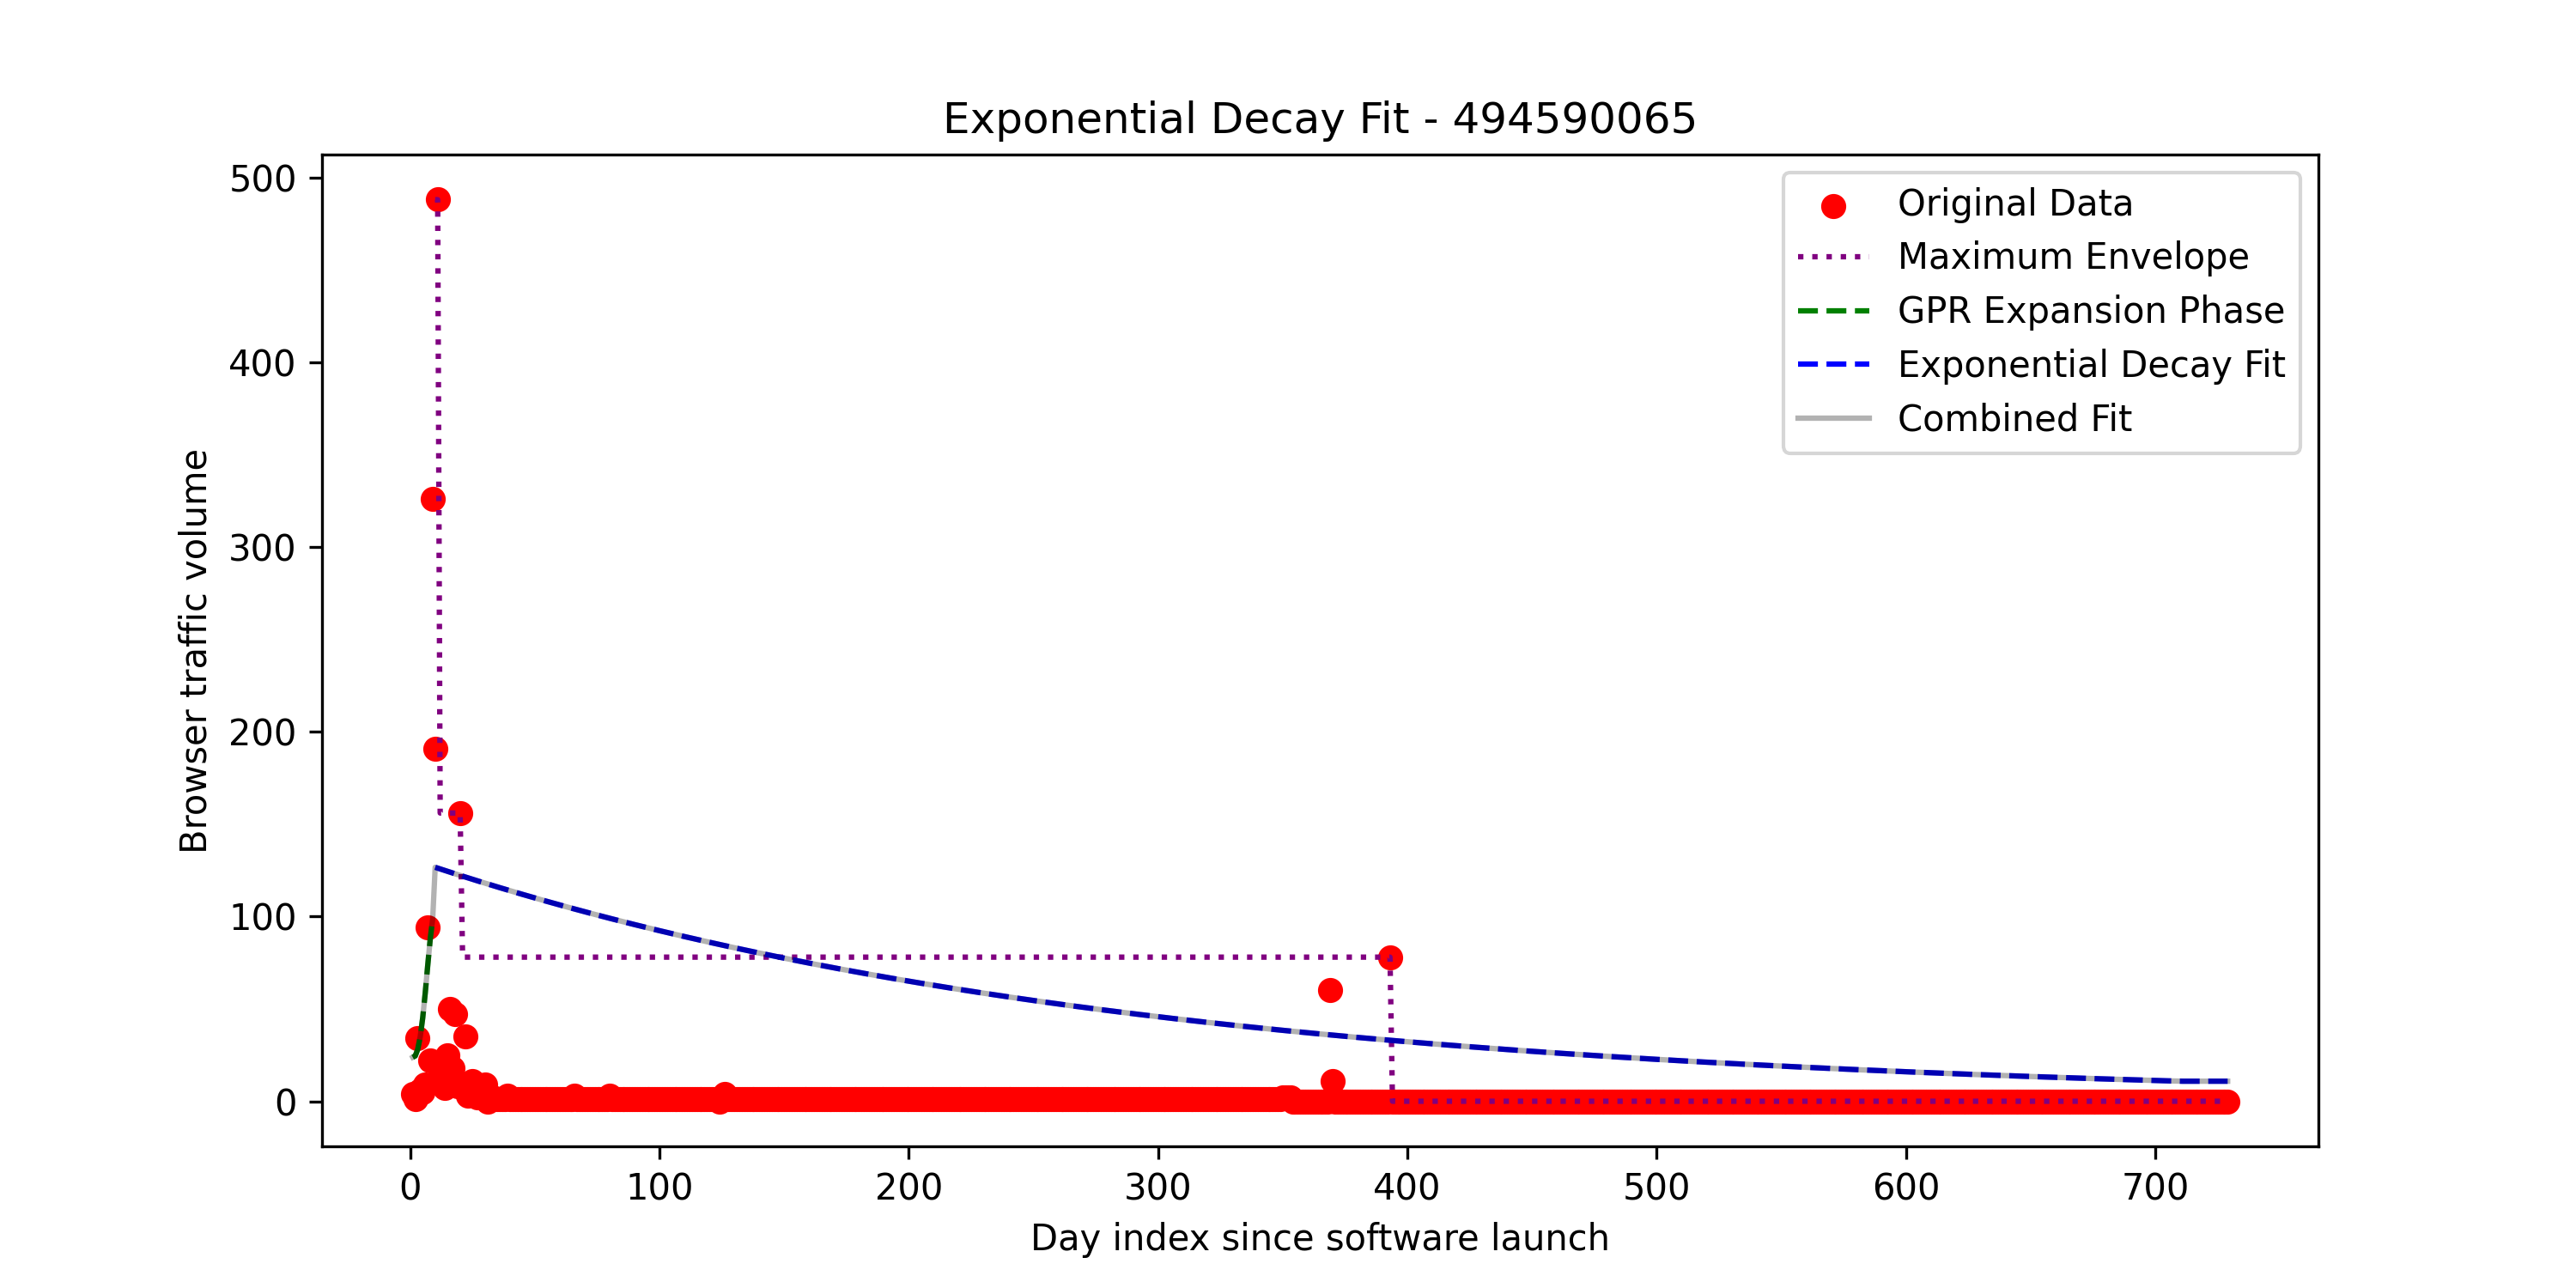 Exponential Decay Fit - 494590065
500
400
300
200
100
0
Browser traffic volume
Original Data
Maximum Envelope
GPR Expansion Phase
Exponential Decay Fit
Combined Fit
0 100 200 300 400 500 600 700
Day index since software launch